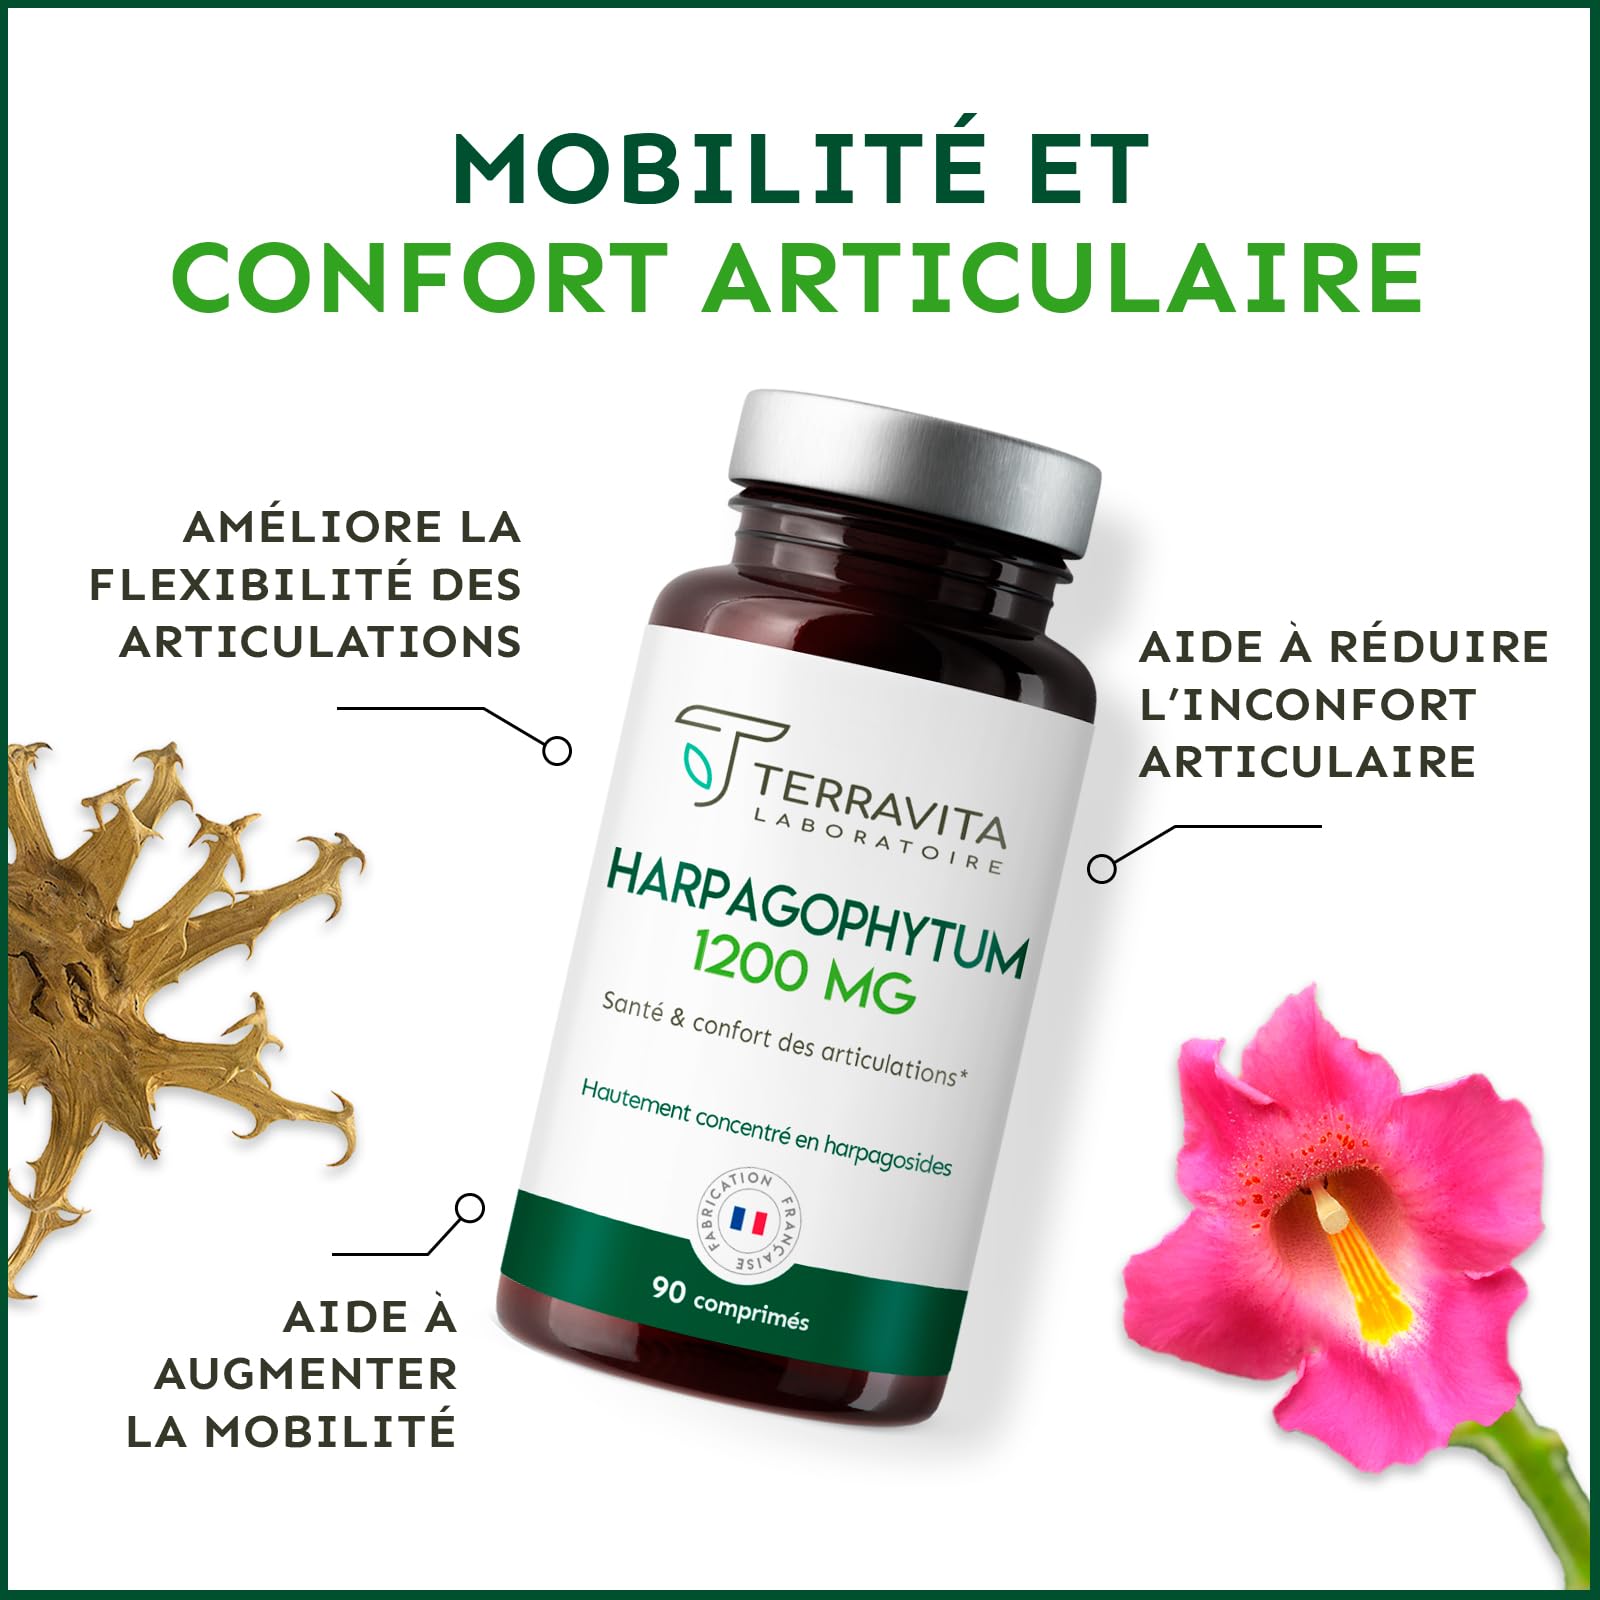 MOBILITÉ ET
CONFORT ARTICULAIRE
AMÉLIORE LA
FLEXIBILITÉ DES
ARTICULATIONS
AIDE À RÉDUIRE
L’INCONFORT
ARTICULAIRE
TERRAVITA
LABORATOIRE
HARPAGOPHYTUM
1200 MG
Santé & confort des articulations*
Hautement concentré en harpagosides
FABRICATION FRANÇAISE
90 comprimés
AIDE À
AUGMENTER
LA MOBILITÉ